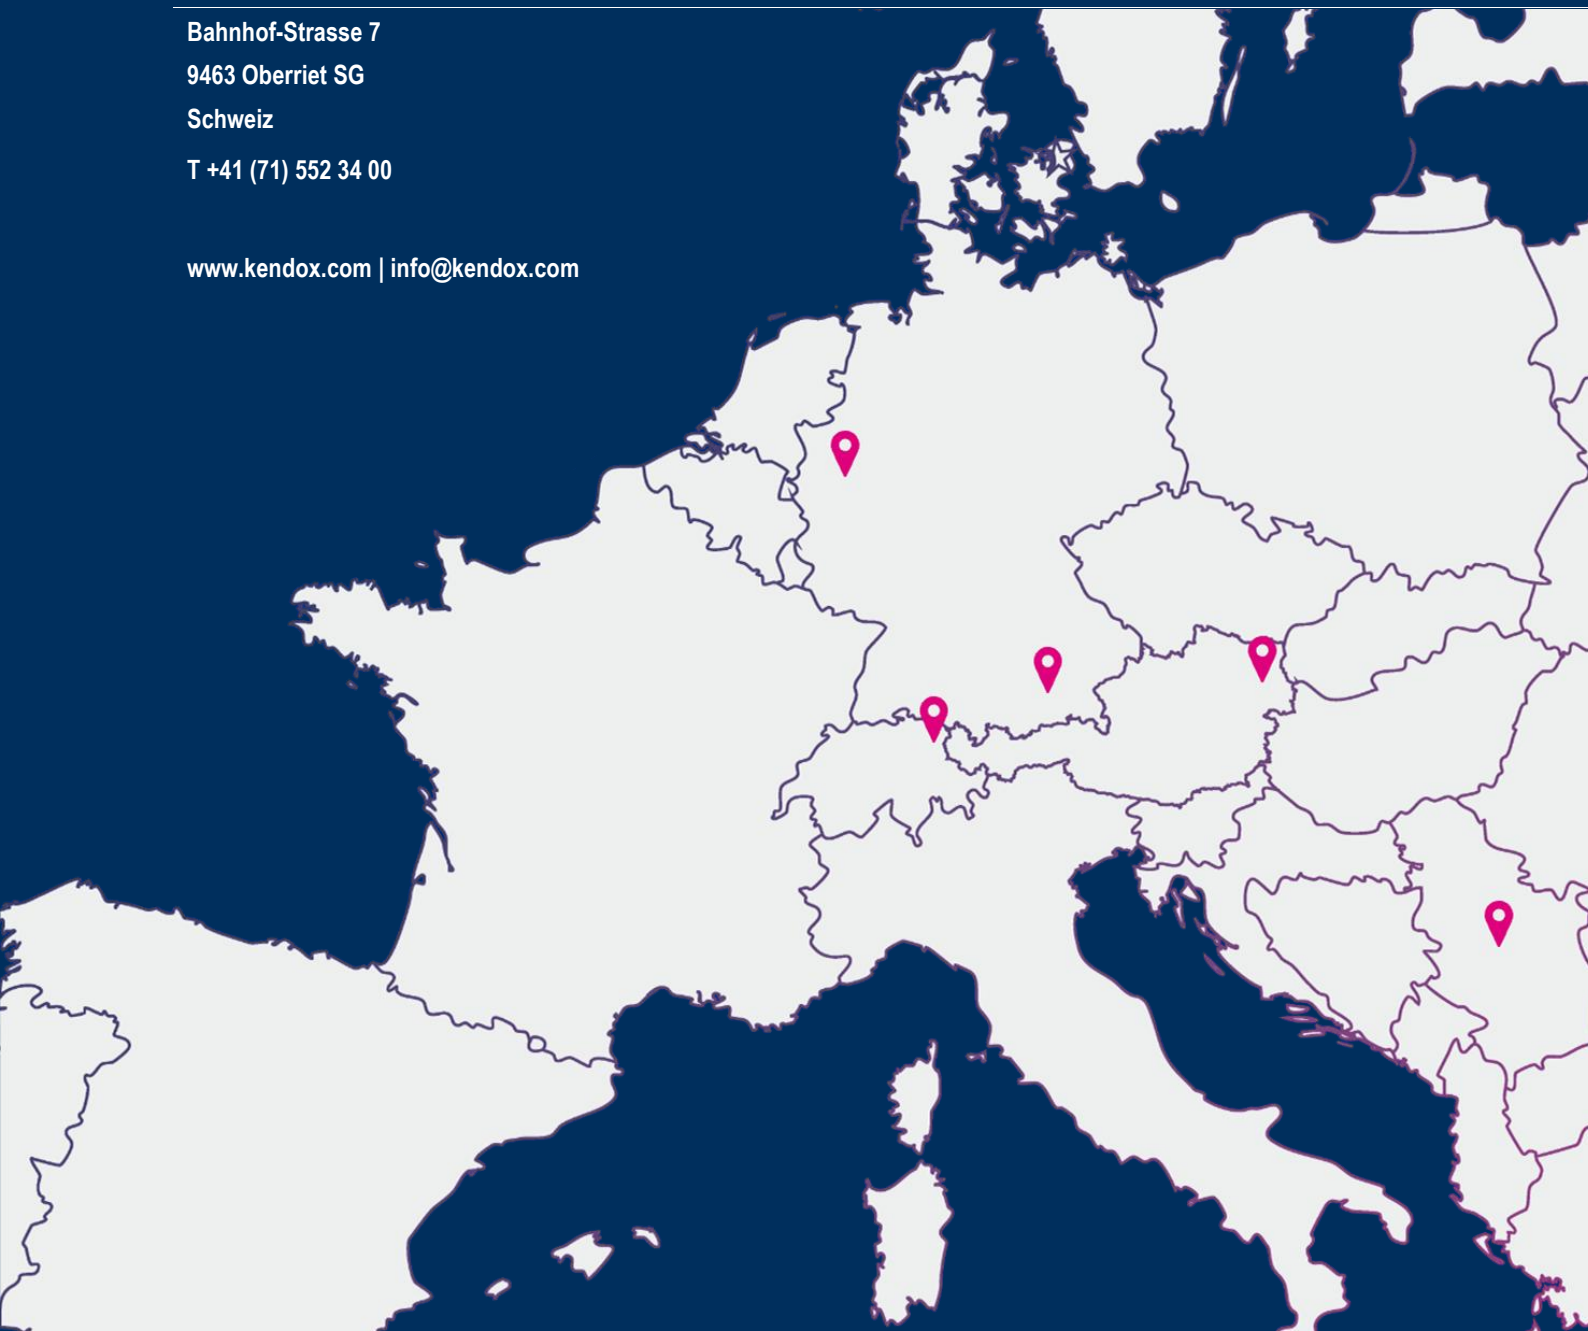 Bahnhof-Strasse 7
9463 Oberriet SG
Schweiz
T +41 (71) 552 34 00
www.kendox.com | info@kendox.com